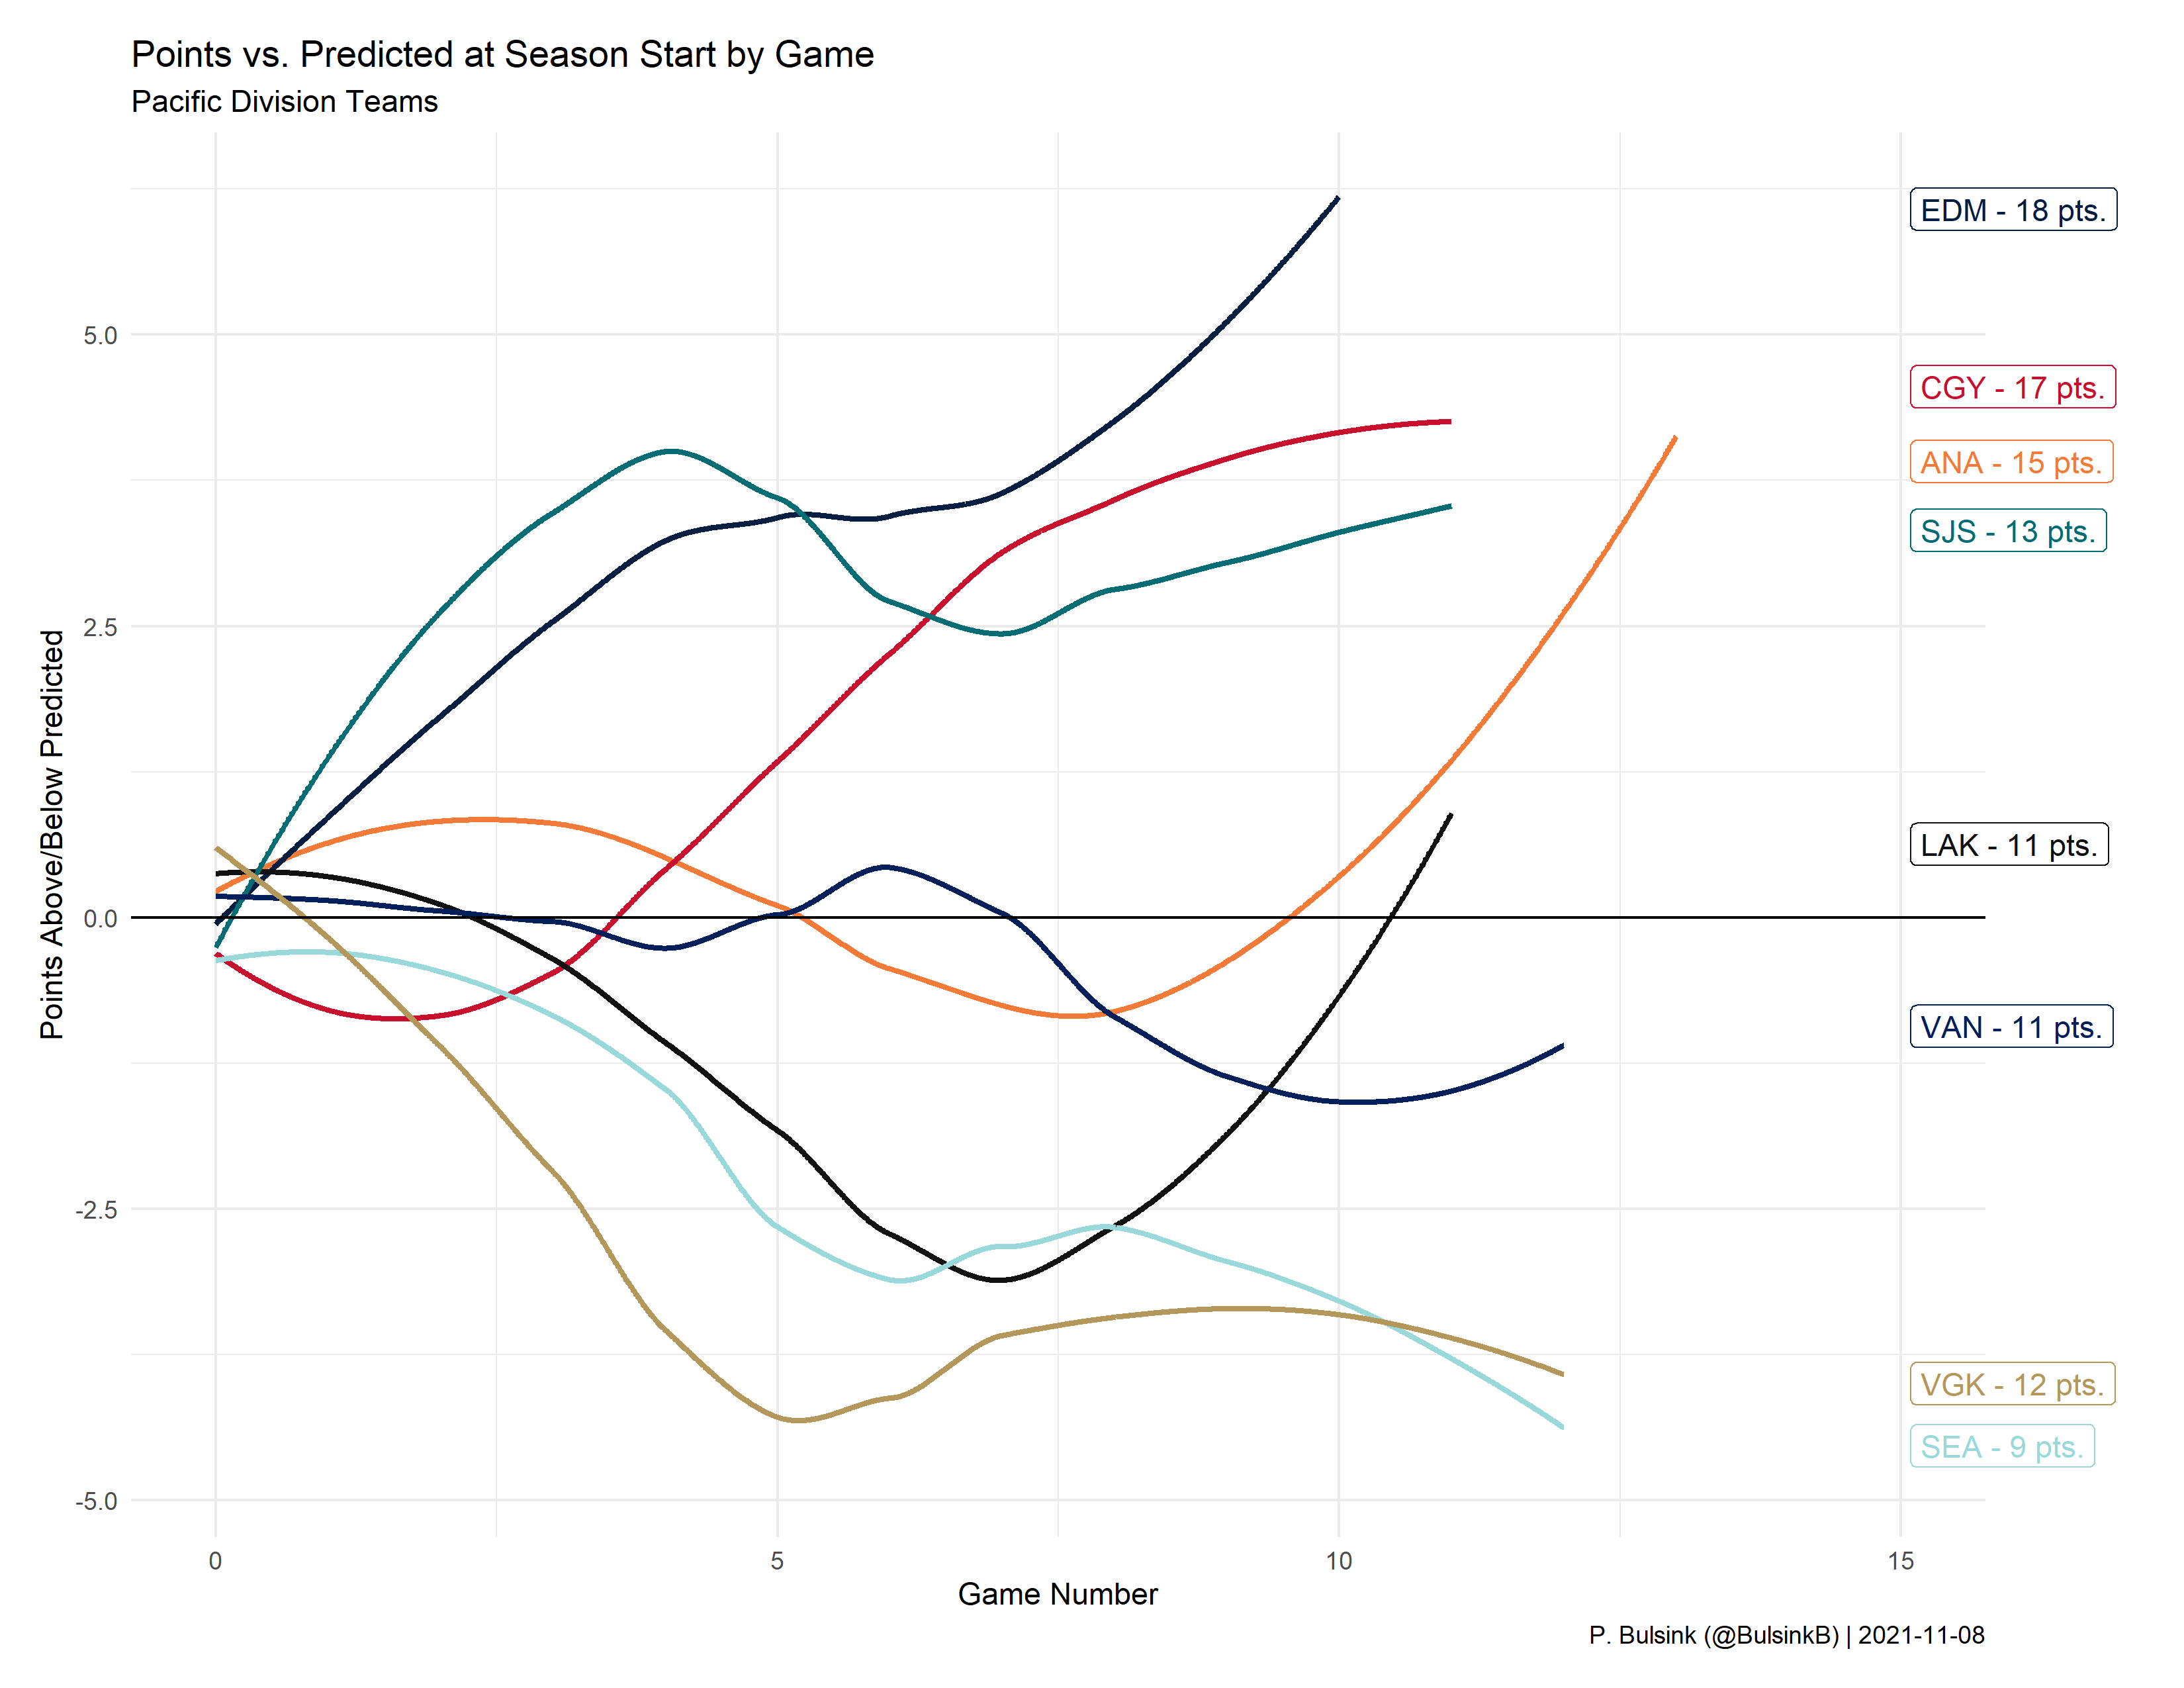 Points vs. Predicted at Season Start by Game
Pacific Division Teams
Points Above/Below Predicted
5.0
2.5
0.0
-2.5
-5.0
EDM - 18 pts.
CGY - 17 pts.
ANA - 15 pts.
SJS - 13 pts.
LAK - 11 pts.
VAN - 11 pts.
VGK - 12 pts.
SEA - 9 pts.
0 5 10 15
Game Number
P. Bulsink (@BulsinkB) | 2021-11-08